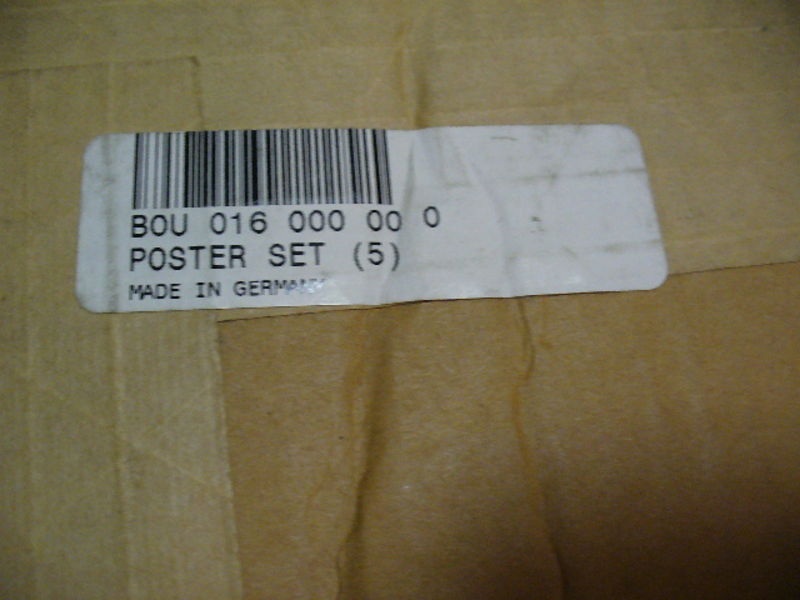 BOU 016 000 00 0
POSTER SET (5)
MADE IN GERMANY